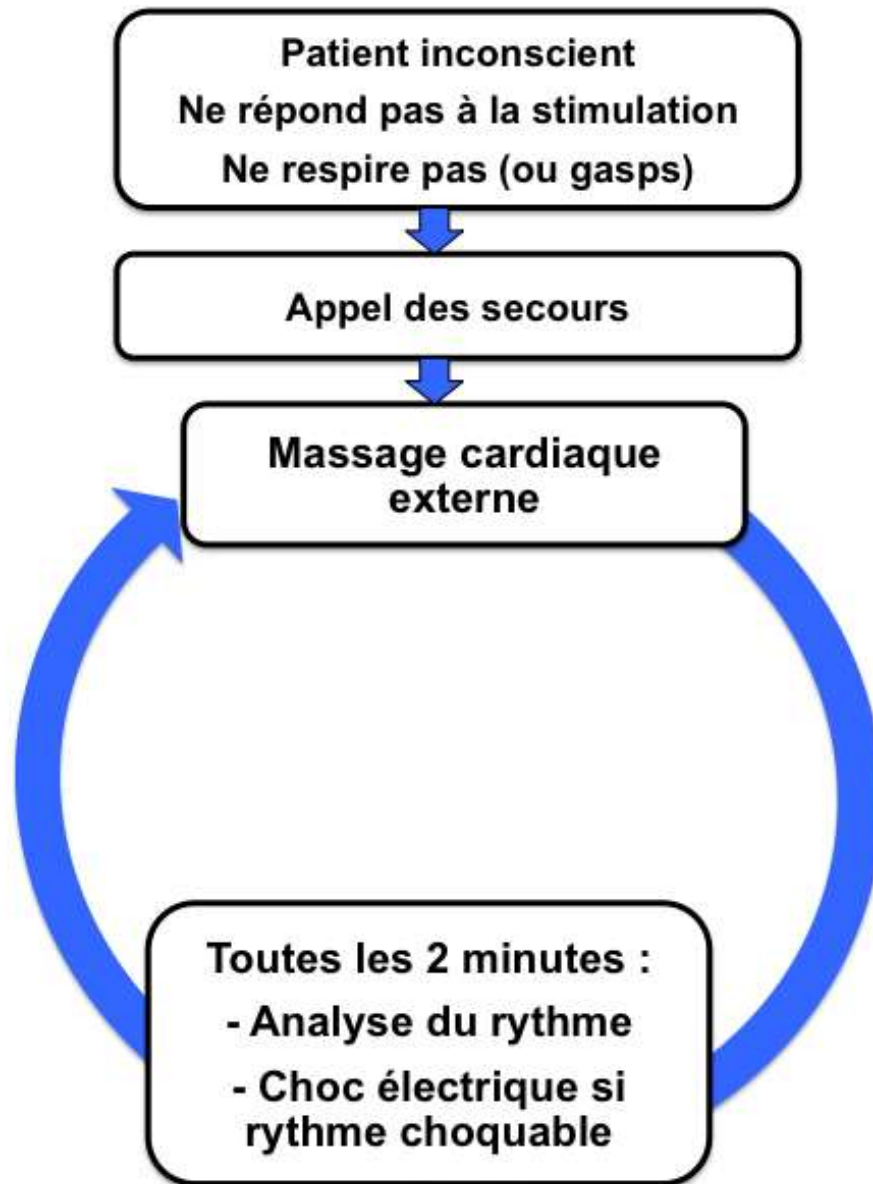 Patient inconscient
Ne répond pas à la stimulation
Ne respire pas (ou gasps)
Appel des secours
Massage cardiaque
externe
Toutes les 2 minutes :
- Analyse du rythme
- Choc électrique si
rythme choquable